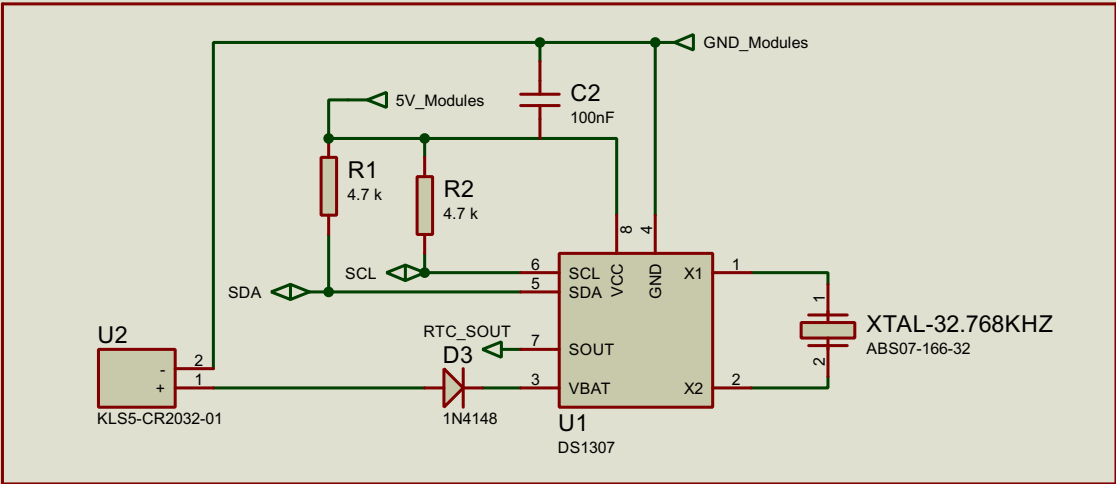 GND_Modules
5V_Modules
C2
100nF
R1
4.7 k
R2
4.7 k
8
4
SCL
6
SCL
VCC
GND
X1
1
SDA
5
SDA
1
XTAL-32.768KHZ
ABS07-166-32
RTC_SOUT
7
SOUT
2
U2
D3
-
2
+
1
3
VBAT
X2
2
KLS5-CR2032-01
1N4148
U1
DS1307